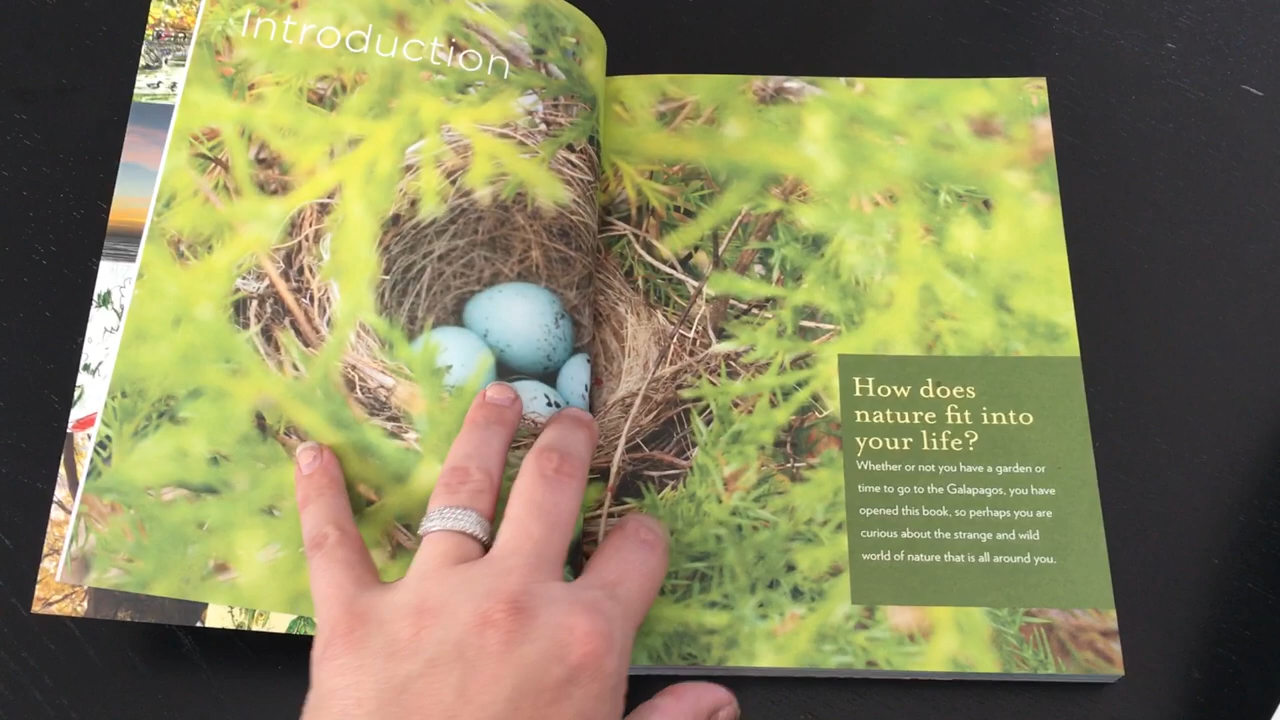 Introduction
How does
nature fit into
your life?
Whether or not you have a garden or
time to go to the Galapagos, you have
opened this book, so perhaps you are
curious about the strange and wild
world of nature that is all around you.